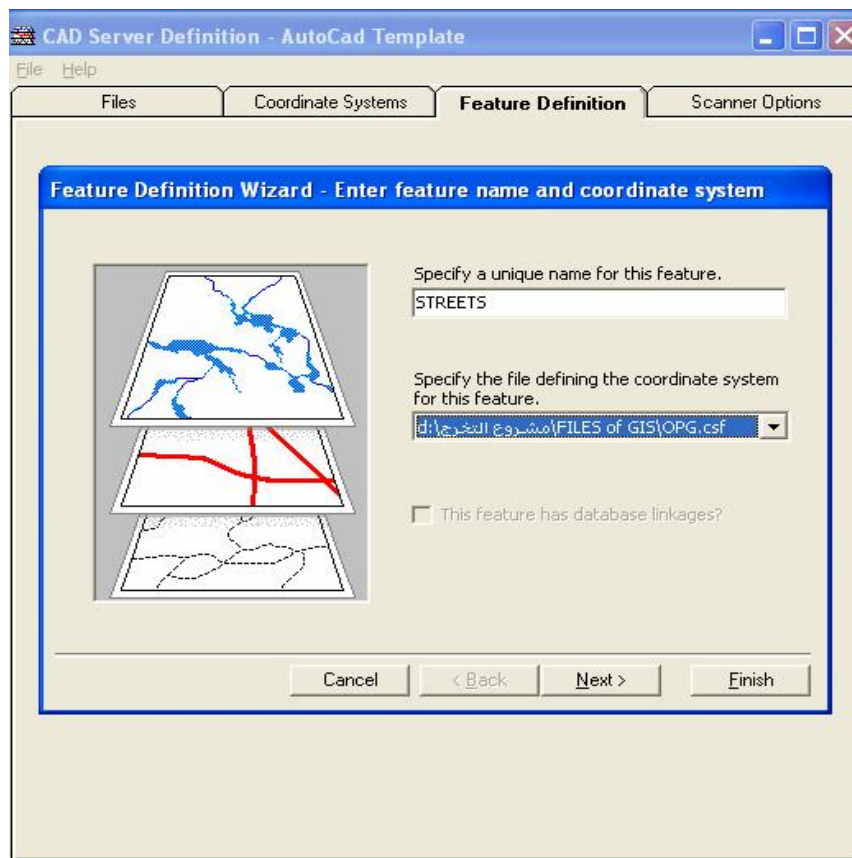 CAD Server Definition - AutoCad Template
File Help
Files Coordinate Systems Feature Definition Scanner Options
Feature Definition Wizard - Enter feature name and coordinate system
Specify a unique name for this feature.
STREETS
Specify the file defining the coordinate system
for this feature.
d:\مشروع التخرج\FILES of GIS\OPG.csf
This feature has database linkages?
Cancel < Back Next > Finish